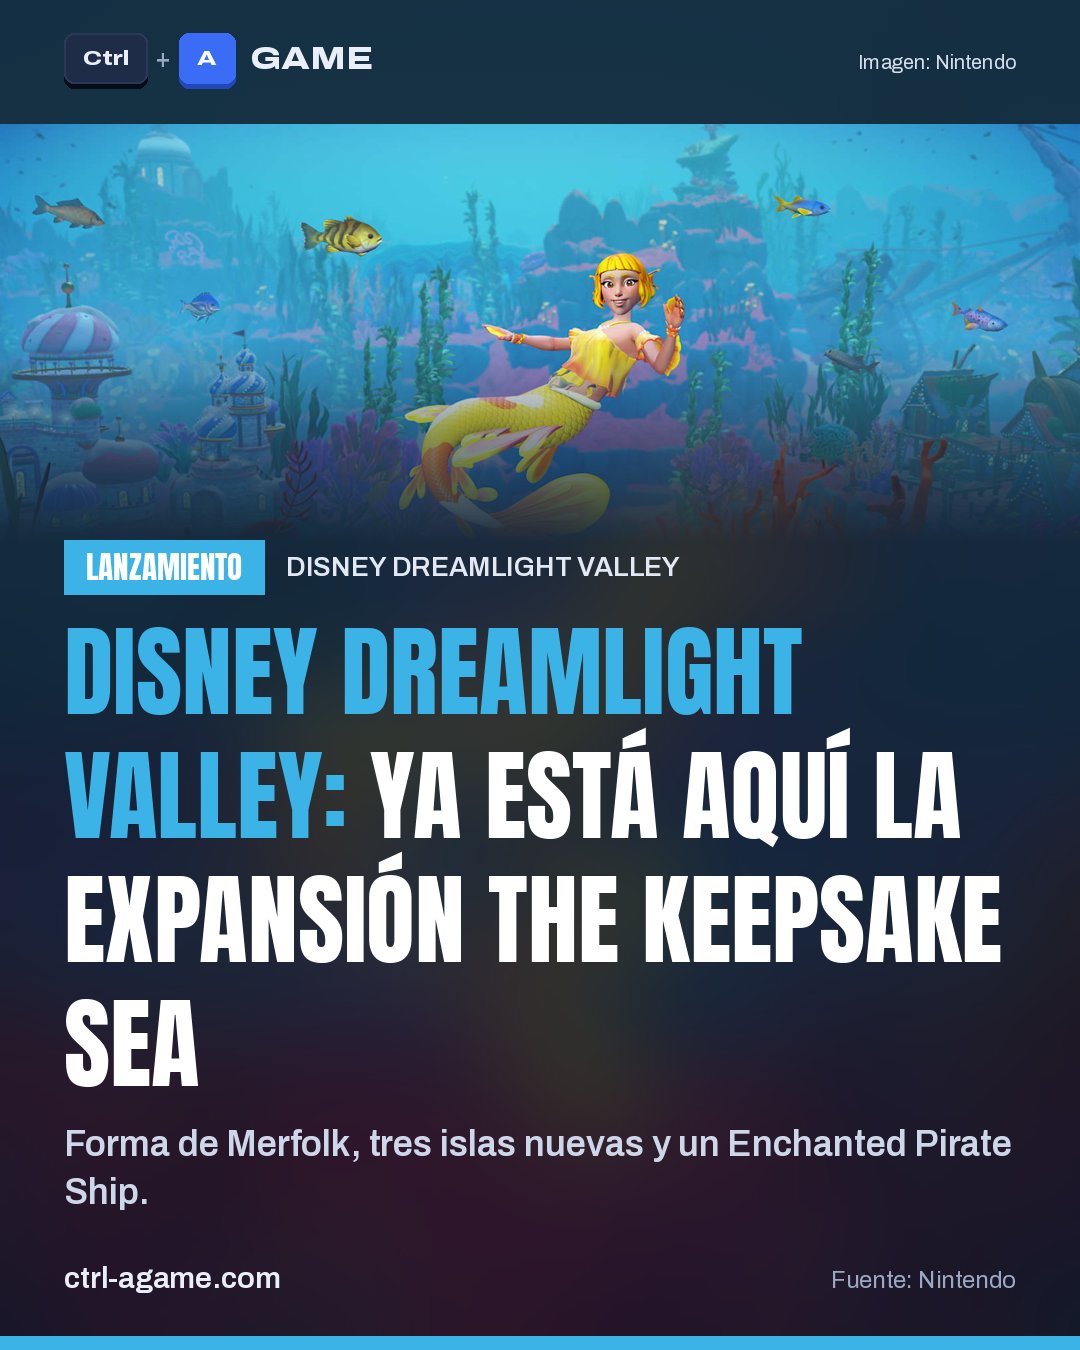 Ctrl + A GAME
Imagen: Nintendo
LANZAMIENTO
DISNEY DREAMLIGHT VALLEY
DISNEY DREAMLIGHT
VALLEY: YA ESTÁ AQUÍ LA
EXPANSIÓN THE KEEPSAKE
SEA
Forma de Merfolk, tres islas nuevas y un Enchanted Pirate
Ship.
ctrl-agame.com
Fuente: Nintendo